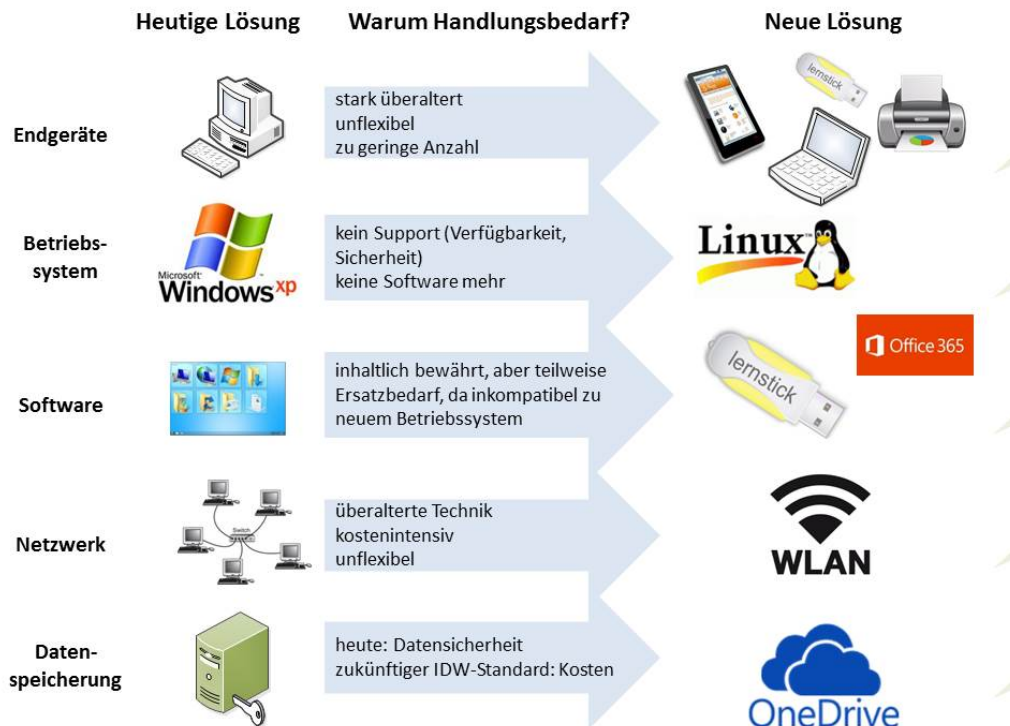 Heutige Lösung
Warum Handlungsbedarf?
Neue Lösung
Endgeräte
stark überaltert
unflexibel
zu geringe Anzahl
lernstick
Betriebs-
system
Microsoft
Windows xp
kein Support (Verfügbarkeit,
Sicherheit)
keine Software mehr
Linux™
Software
inhaltlich bewährt, aber teilweise
Ersatzbedarf, da inkompatibel zu
neuem Betriebssystem
lernstick
Office 365
Netzwerk
Switch
überalterte Technik
kostenintensiv
unflexibel
WLAN
Daten-
speicherung
heute: Datensicherheit
zukünftiger IDW-Standard: Kosten
OneDrive